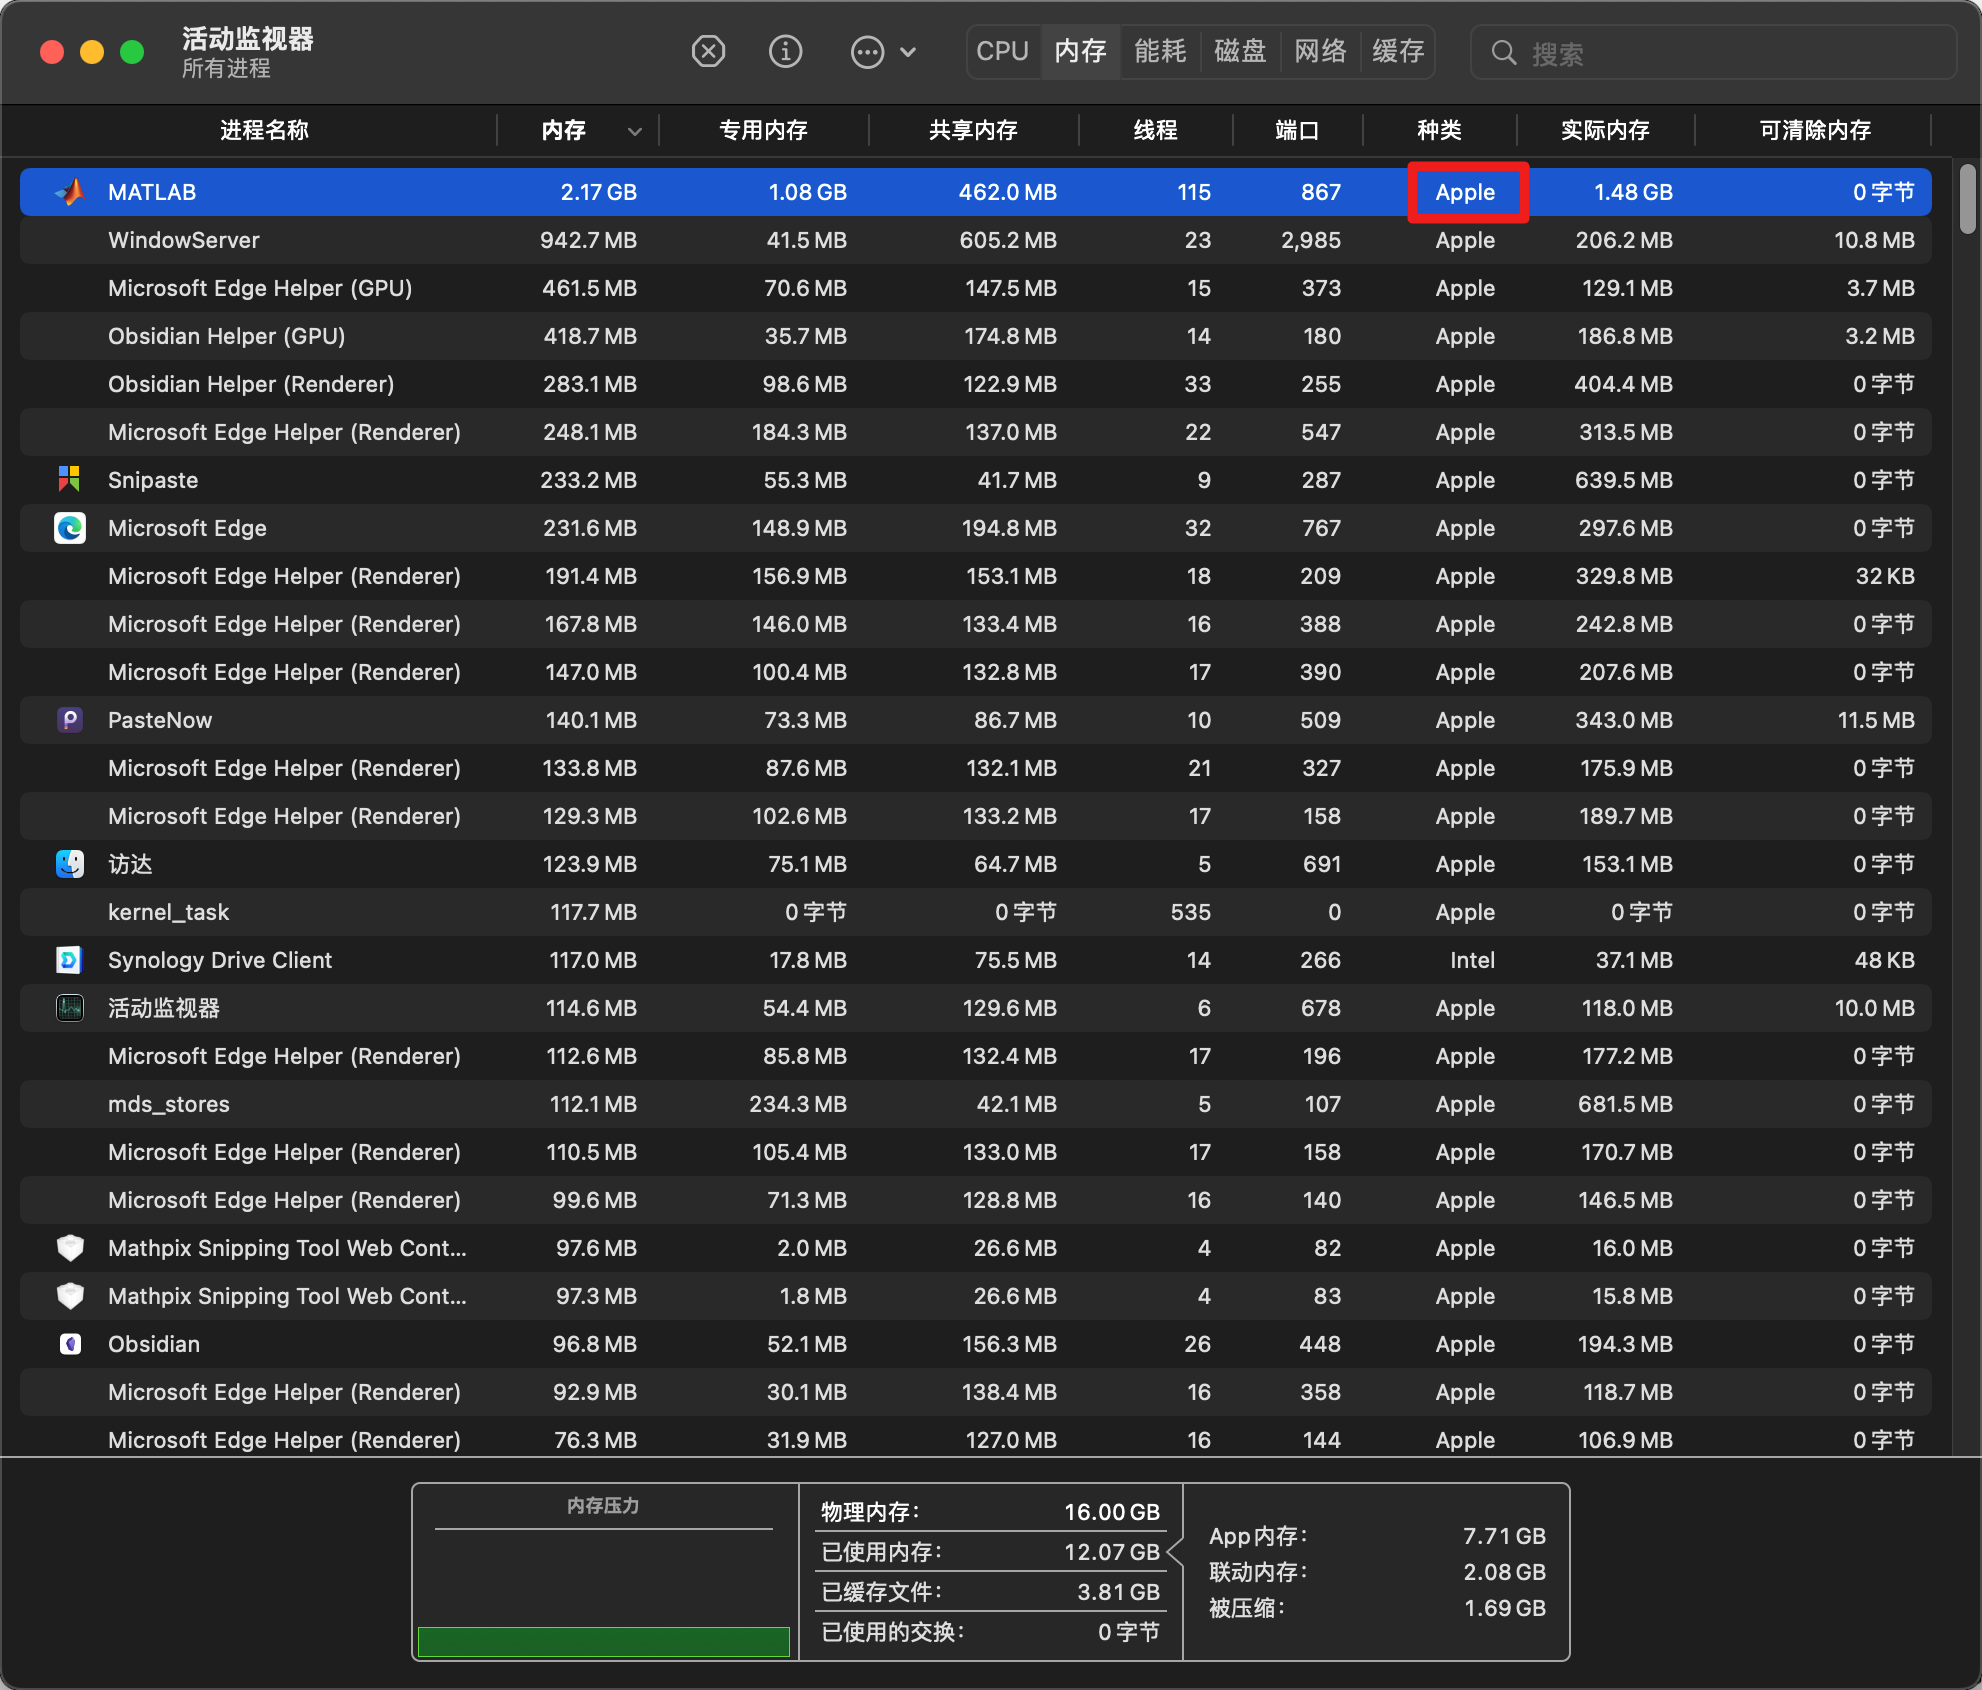 活动监视器
所有进程
CPU 内存 能耗 磁盘 网络 缓存 搜索
进程名称 内存 专用内存 共享内存 线程 端口 种类 实际内存 可清除内存
MATLAB 2.17 GB 1.08 GB 462.0 MB 115 867 Apple 1.48 GB 0 字节
WindowServer 942.7 MB 41.5 MB 605.2 MB 23 2,985 Apple 206.2 MB 10.8 MB
Microsoft Edge Helper (GPU) 461.5 MB 70.6 MB 147.5 MB 15 373 Apple 129.1 MB 3.7 MB
Obsidian Helper (GPU) 418.7 MB 35.7 MB 174.8 MB 14 180 Apple 186.8 MB 3.2 MB
Obsidian Helper (Renderer) 283.1 MB 98.6 MB 122.9 MB 33 255 Apple 404.4 MB 0 字节
Microsoft Edge Helper (Renderer) 248.1 MB 184.3 MB 137.0 MB 22 547 Apple 313.5 MB 0 字节
Snipaste 233.2 MB 55.3 MB 41.7 MB 9 287 Apple 639.5 MB 0 字节
Microsoft Edge 231.6 MB 148.9 MB 194.8 MB 32 767 Apple 297.6 MB 0 字节
Microsoft Edge Helper (Renderer) 191.4 MB 156.9 MB 153.1 MB 18 209 Apple 329.8 MB 32 KB
Microsoft Edge Helper (Renderer) 167.8 MB 146.0 MB 133.4 MB 16 388 Apple 242.8 MB 0 字节
Microsoft Edge Helper (Renderer) 147.0 MB 100.4 MB 132.8 MB 17 390 Apple 207.6 MB 0 字节
PasteNow 140.1 MB 73.3 MB 86.7 MB 10 509 Apple 343.0 MB 11.5 MB
Microsoft Edge Helper (Renderer) 133.8 MB 87.6 MB 132.1 MB 21 327 Apple 175.9 MB 0 字节
Microsoft Edge Helper (Renderer) 129.3 MB 102.6 MB 133.2 MB 17 158 Apple 189.7 MB 0 字节
访达 123.9 MB 75.1 MB 64.7 MB 5 691 Apple 153.1 MB 0 字节
kernel_task 117.7 MB 0 字节 0 字节 535 0 Apple 0 字节 0 字节
Synology Drive Client 117.0 MB 17.8 MB 75.5 MB 14 266 Intel 37.1 MB 48 KB
活动监视器 114.6 MB 54.4 MB 129.6 MB 6 678 Apple 118.0 MB 10.0 MB
Microsoft Edge Helper (Renderer) 112.6 MB 85.8 MB 132.4 MB 17 196 Apple 177.2 MB 0 字节
mds_stores 112.1 MB 234.3 MB 42.1 MB 5 107 Apple 681.5 MB 0 字节
Microsoft Edge Helper (Renderer) 110.5 MB 105.4 MB 133.0 MB 17 158 Apple 170.7 MB 0 字节
Microsoft Edge Helper (Renderer) 99.6 MB 71.3 MB 128.8 MB 16 140 Apple 146.5 MB 0 字节
Mathpix Snipping Tool Web Cont... 97.6 MB 2.0 MB 26.6 MB 4 82 Apple 16.0 MB 0 字节
Mathpix Snipping Tool Web Cont... 97.3 MB 1.8 MB 26.6 MB 4 83 Apple 15.8 MB 0 字节
Obsidian 96.8 MB 52.1 MB 156.3 MB 26 448 Apple 194.3 MB 0 字节
Microsoft Edge Helper (Renderer) 92.9 MB 30.1 MB 138.4 MB 16 358 Apple 118.7 MB 0 字节
Microsoft Edge Helper (Renderer) 76.3 MB 31.9 MB 127.0 MB 16 144 Apple 106.9 MB 0 字节
内存压力
物理内存: 16.00 GB
已使用内存: 12.07 GB
已缓存文件: 3.81 GB
已使用的交换: 0 字节
App内存: 7.71 GB
联动内存: 2.08 GB
被压缩: 1.69 GB